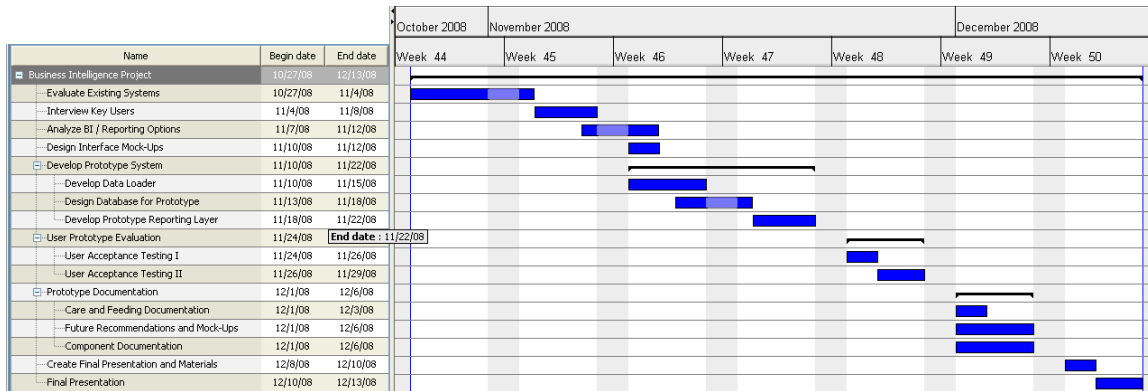 October 2008 November 2008 December 2008
Name Begin date End date Week 44 Week 45 Week 46 Week 47 Week 48 Week 49 Week 50
Business Intelligence Project 10/27/08 12/13/08
Evaluate Existing Systems 10/27/08 11/4/08
Interview Key Users 11/4/08 11/8/08
Analyze BI / Reporting Options 11/7/08 11/12/08
Design Interface Mock-Ups 11/10/08 11/12/08
Develop Prototype System 11/10/08 11/22/08
Develop Data Loader 11/10/08 11/15/08
Design Database for Prototype 11/13/08 11/18/08
Develop Prototype Reporting Layer 11/18/08 11/22/08
User Prototype Evaluation 11/24/08 End date : 11/22/08
User Acceptance Testing I 11/24/08 11/26/08
User Acceptance Testing II 11/26/08 11/29/08
Prototype Documentation 12/1/08 12/6/08
Care and Feeding Documentation 12/1/08 12/3/08
Future Recommendations and Mock-Ups 12/1/08 12/6/08
Component Documentation 12/1/08 12/6/08
Create Final Presentation and Materials 12/8/08 12/10/08
Final Presentation 12/10/08 12/13/08